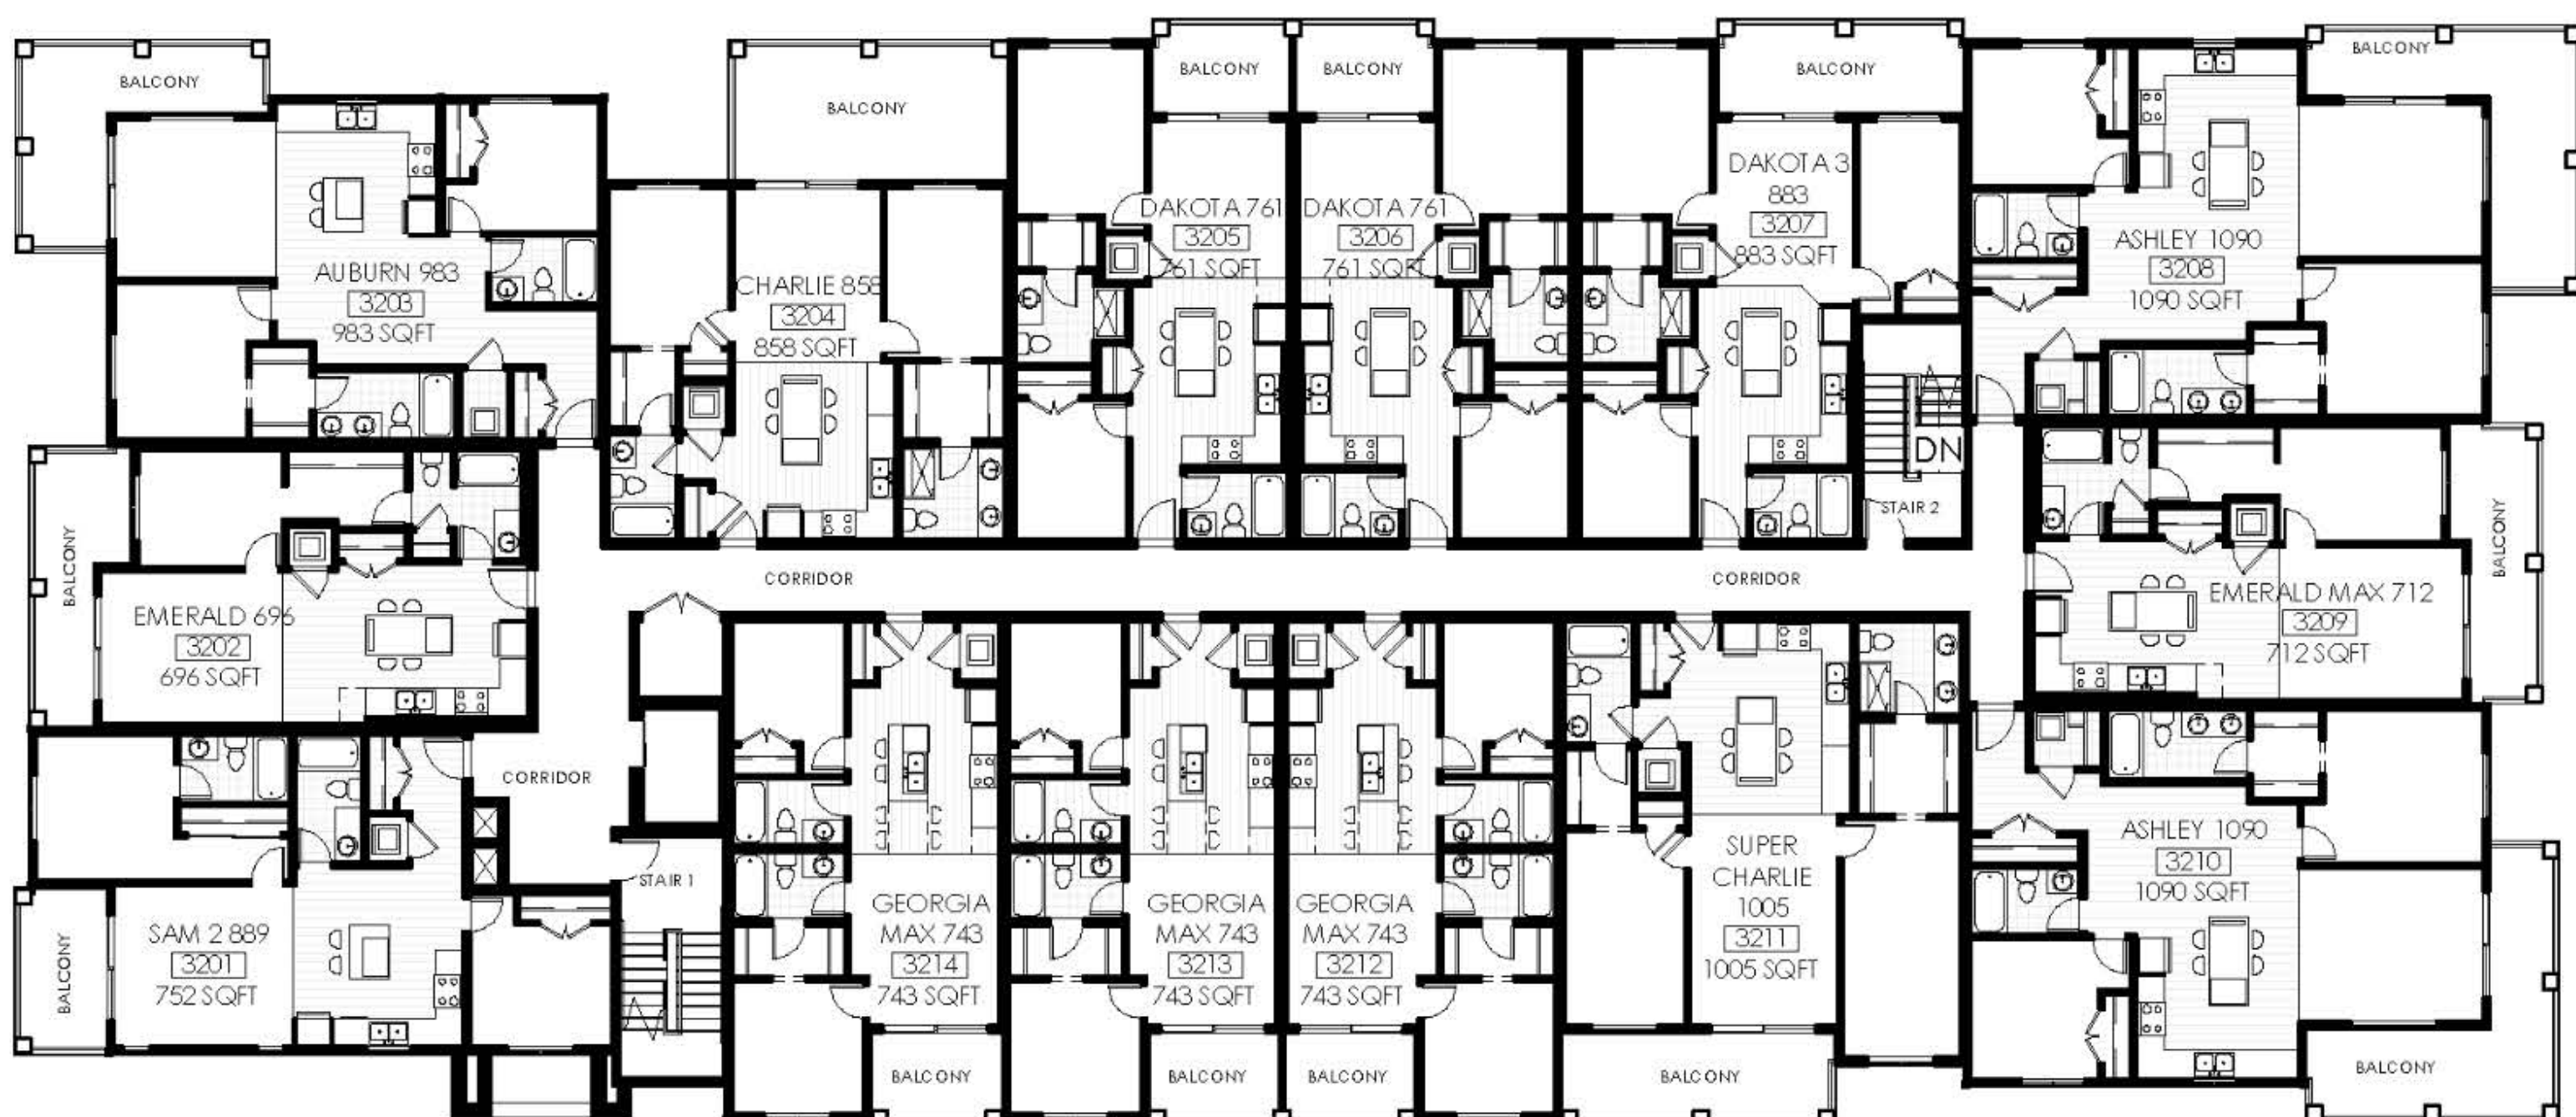 BALCONY
BALCONY
BALCONY
BALCONY
BALCONY
BALCONY
AUBURN 983
3203
983 SQFT
CHARLIE 858
3204
858 SQFT
DAKOTA 761
3205
761 SQFT
DAKOTA 761
3206
761 SQFT
DAKOTA 3
883
3207
883 SQFT
ASHLEY 1090
3208
1090 SQFT
DN
STAIR 2
BALCONY
EMERALD 696
3202
696 SQFT
CORRIDOR
CORRIDOR
EMERALD MAX 712
3209
712 SQFT
BALCONY
CORRIDOR
STAIR 1
BALCONY
SAM 2 889
3201
752 SQFT
GEORGIA
MAX 743
3214
743 SQFT
GEORGIA
MAX 743
3213
743 SQFT
GEORGIA
MAX 743
3212
743 SQFT
SUPER
CHARLIE
1005
3211
1005 SQFT
ASHLEY 1090
3210
1090 SQFT
BALCONY
BALCONY
BALCONY
BALCONY
BALCONY